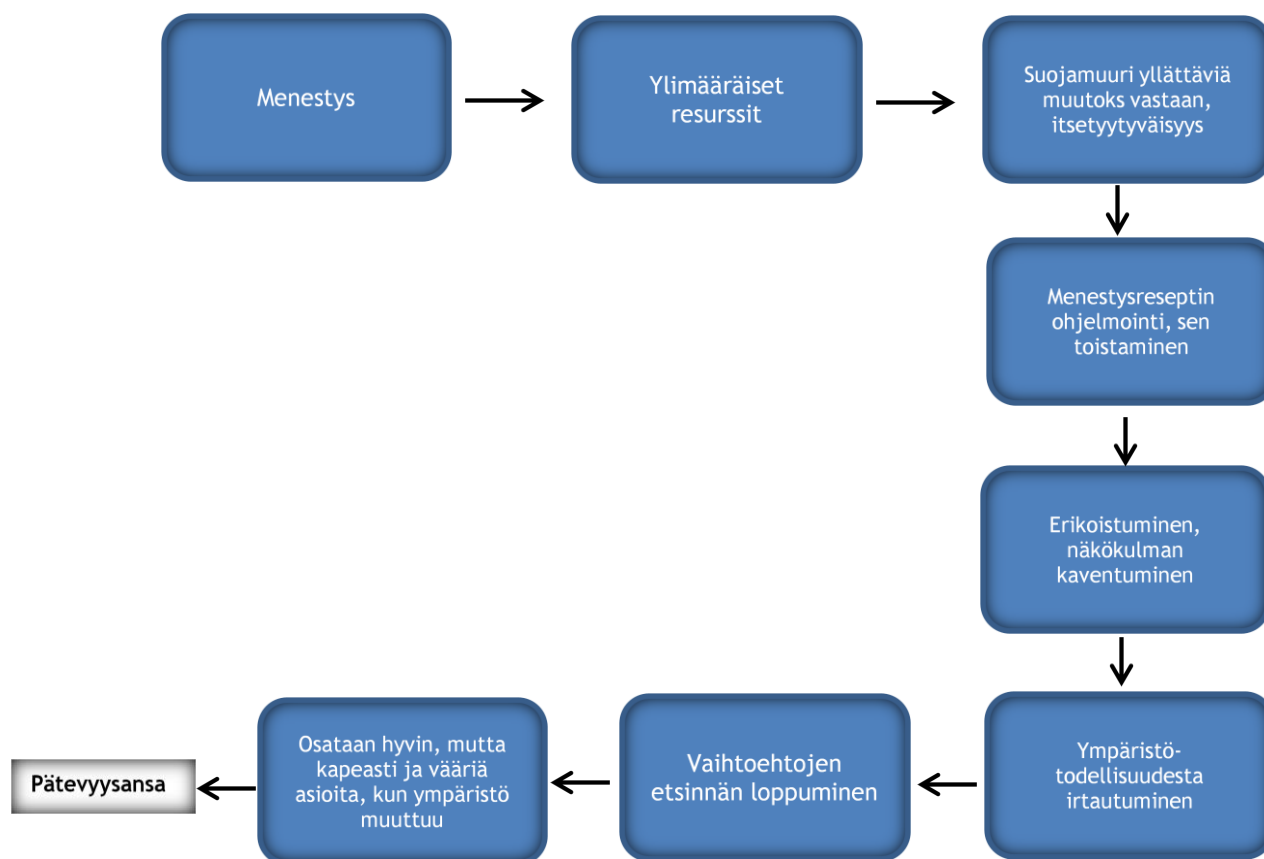 Menestys
Ylimääräiset
resurssit
Suojamuuri yllättäviä
muutoks vastaan,
itsetyytyväisyys
Menestysreseptin
ohjelmointi, sen
toistaminen
Erikoistuminen,
näkökulman
kaventuminen
Ympäristö-
todellisuudesta
irtautuminen
Vaihtoehtojen
etsinnän loppuminen
Osataan hyvin, mutta
kapeasti ja vääriä
asioita, kun ympäristö
muuttuu
Pätevyysansa